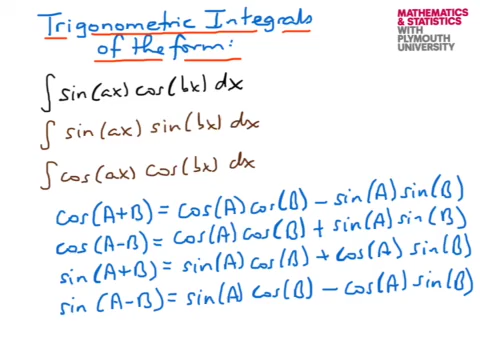 Trigonometric Integrals
of the form:
MATHEMATICS
& STATISTICS
WITH
PLYMOUTH
UNIVERSITY
∫ sin(ax) cos(bx) dx
∫ sin(ax) sin(bx) dx
∫ cos(ax) cos(bx) dx
cos(A+B) = cos(A) cos(B) - sin(A) sin(B)
cos(A-B) = cos(A) cos(B) + sin(A) sin(B)
sin(A+B) = sin(A) cos(B) + cos(A) sin(B)
sin(A-B) = sin(A) cos(B) - cos(A) sin(B)